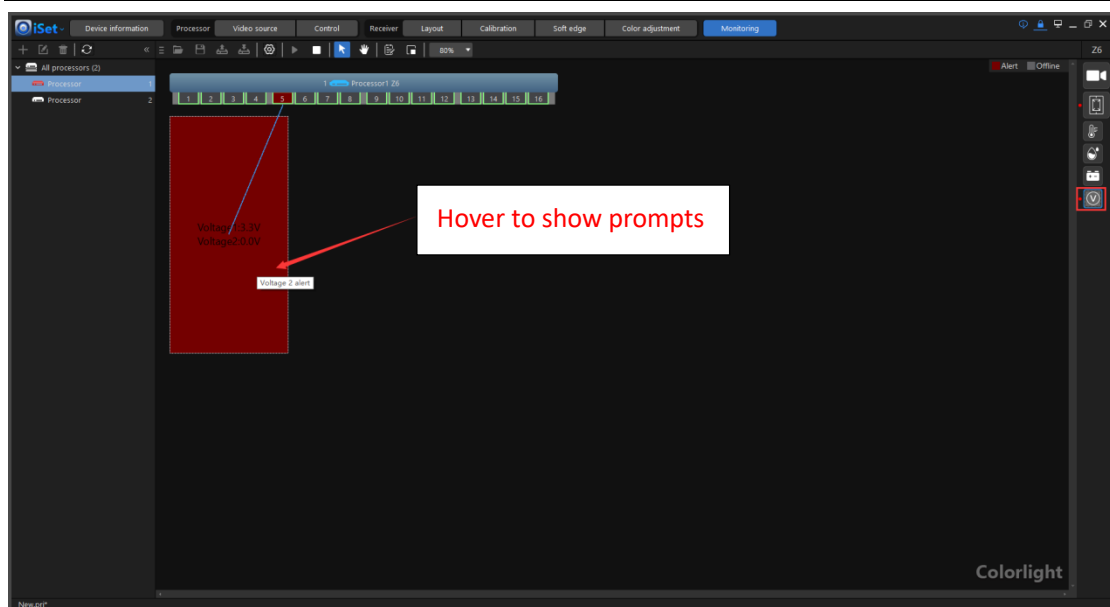 iSet
Device information
Processor
Video source
Control
Receiver
Layout
Calibration
Soft edge
Color adjustment
Monitoring
80%
Z6
All processors (2)
Processor 1
Processor 2
Alert Offline
1 Processor1 Z6
1 2 3 4 5 6 7 8 9 10 11 12 13 14 15 16
Voltage1:3.3V
Voltage2:0.0V
Voltage 2 alert
Hover to show prompts
V
Colorlight
New.prj*